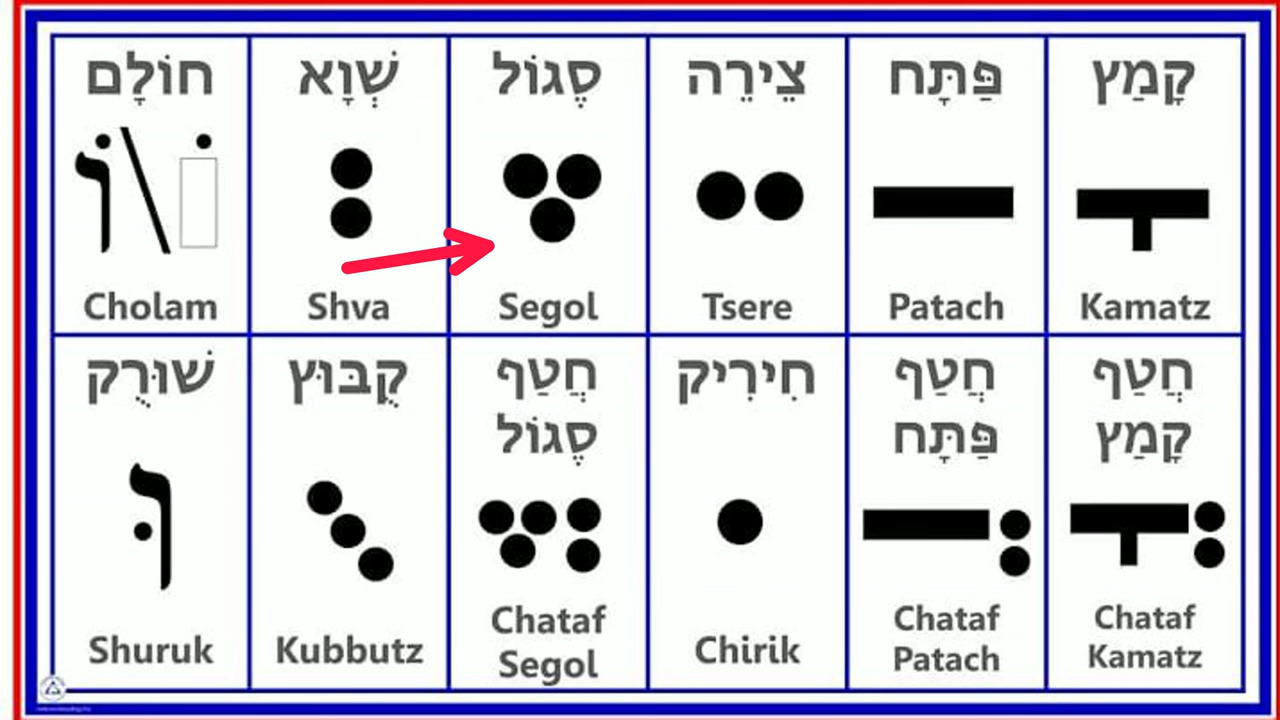 חוֹלָם שְׁוָא סֶגוֹל צֵירֵה פַּתָּח קָמַץ
Cholam Shva Segol Tsere Patach Kamatz
שׁוּרֻק קֻבּוּץ חֲטַף סֶגוֹל חִירִיק חֲטַף פַּתָּח חֲטַף קָמַץ
Shuruk Kubbutz Chataf Segol Chirik Chataf Patach Chataf Kamatz